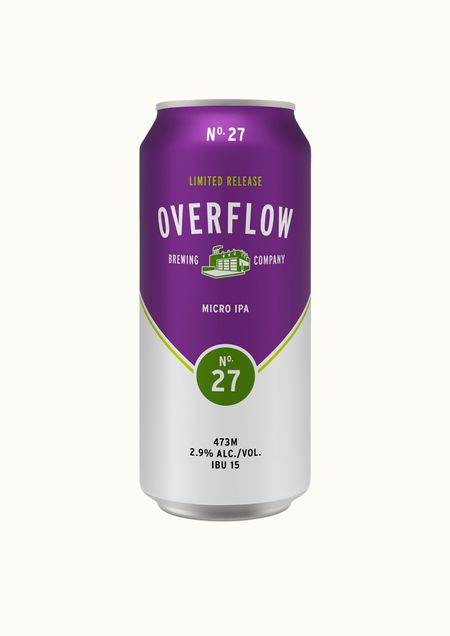 Nº. 27
LIMITED RELEASE
OVERFLOW
BREWING COMPANY
MICRO IPA
Nº.
27
473M
2.9% ALC./VOL.
IBU 15